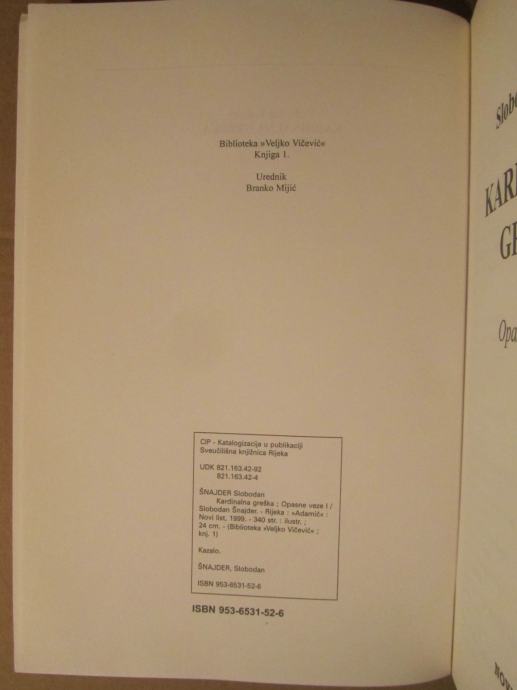 Biblioteka »Veljko Vičević«
Knjiga 1.
Urednik
Branko Mijić
CIP - Katalogizacija u publikaciji
Sveučilišna knjižnica Rijeka
UDK 821.163.42-92
821.163.42-4
ŠNAJDER Slobodan
Kardinalna greška ; Opasne veze I /
Slobodan Šnajder. - Rijeka : »Adamić« :
Novi list, 1999. - 340 str. : ilustr. ;
24 cm. - (Biblioteka »Veljko Vičević« ;
knj. 1)
Kazalo.
ŠNAJDER, Slobodan
ISBN 953-6531-52-6
ISBN 953-6531-52-6
Slobo
KARI
Opa